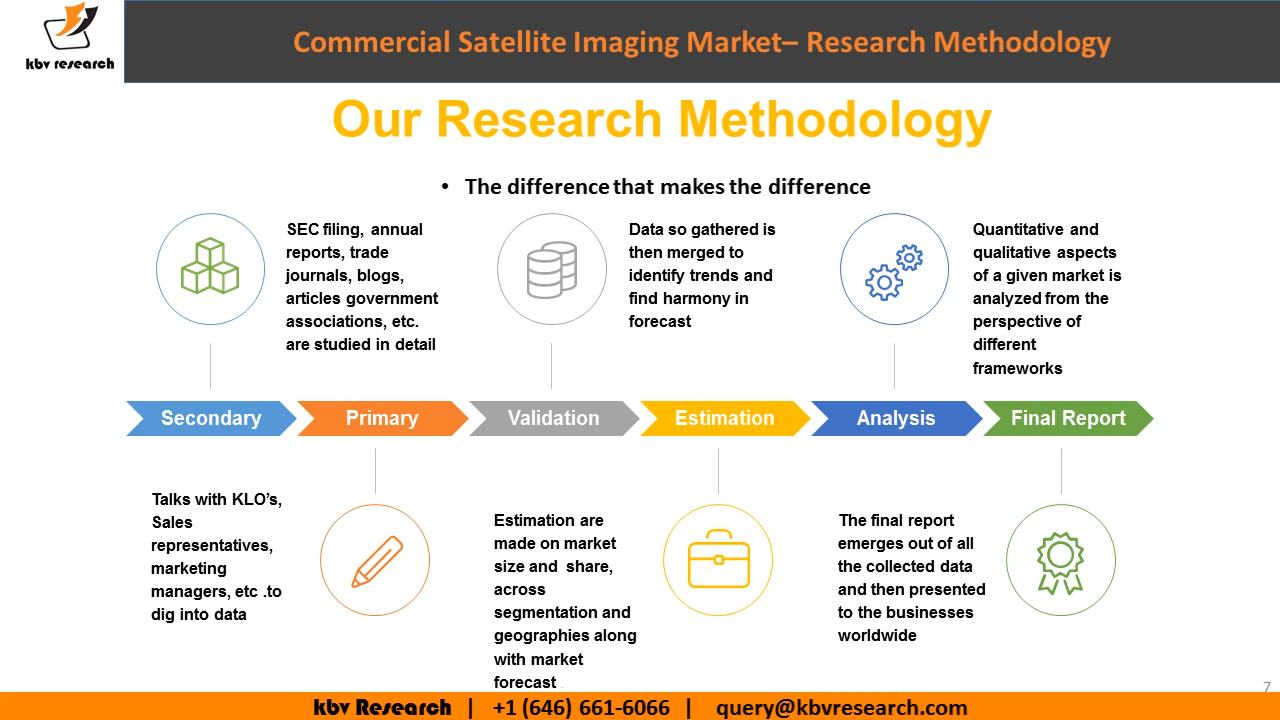 kbv research
Commercial Satellite Imaging Market– Research Methodology
Our Research Methodology
• The difference that makes the difference
SEC filing, annual
reports, trade
journals, blogs,
articles government
associations, etc.
are studied in detail
Data so gathered is
then merged to
identify trends and
find harmony in
forecast
Quantitative and
qualitative aspects
of a given market is
analyzed from the
perspective of
different
frameworks
Secondary
Primary
Validation
Estimation
Analysis
Final Report
Talks with KLO’s,
Sales
representatives,
marketing
managers, etc .to
dig into data
Estimation are
made on market
size and share,
across
segmentation and
geographies along
with market
forecast .
The final report
emerges out of all
the collected data
and then presented
to the businesses
worldwide
7
kbv Research | +1 (646) 661-6066 | query@kbvresearch.com